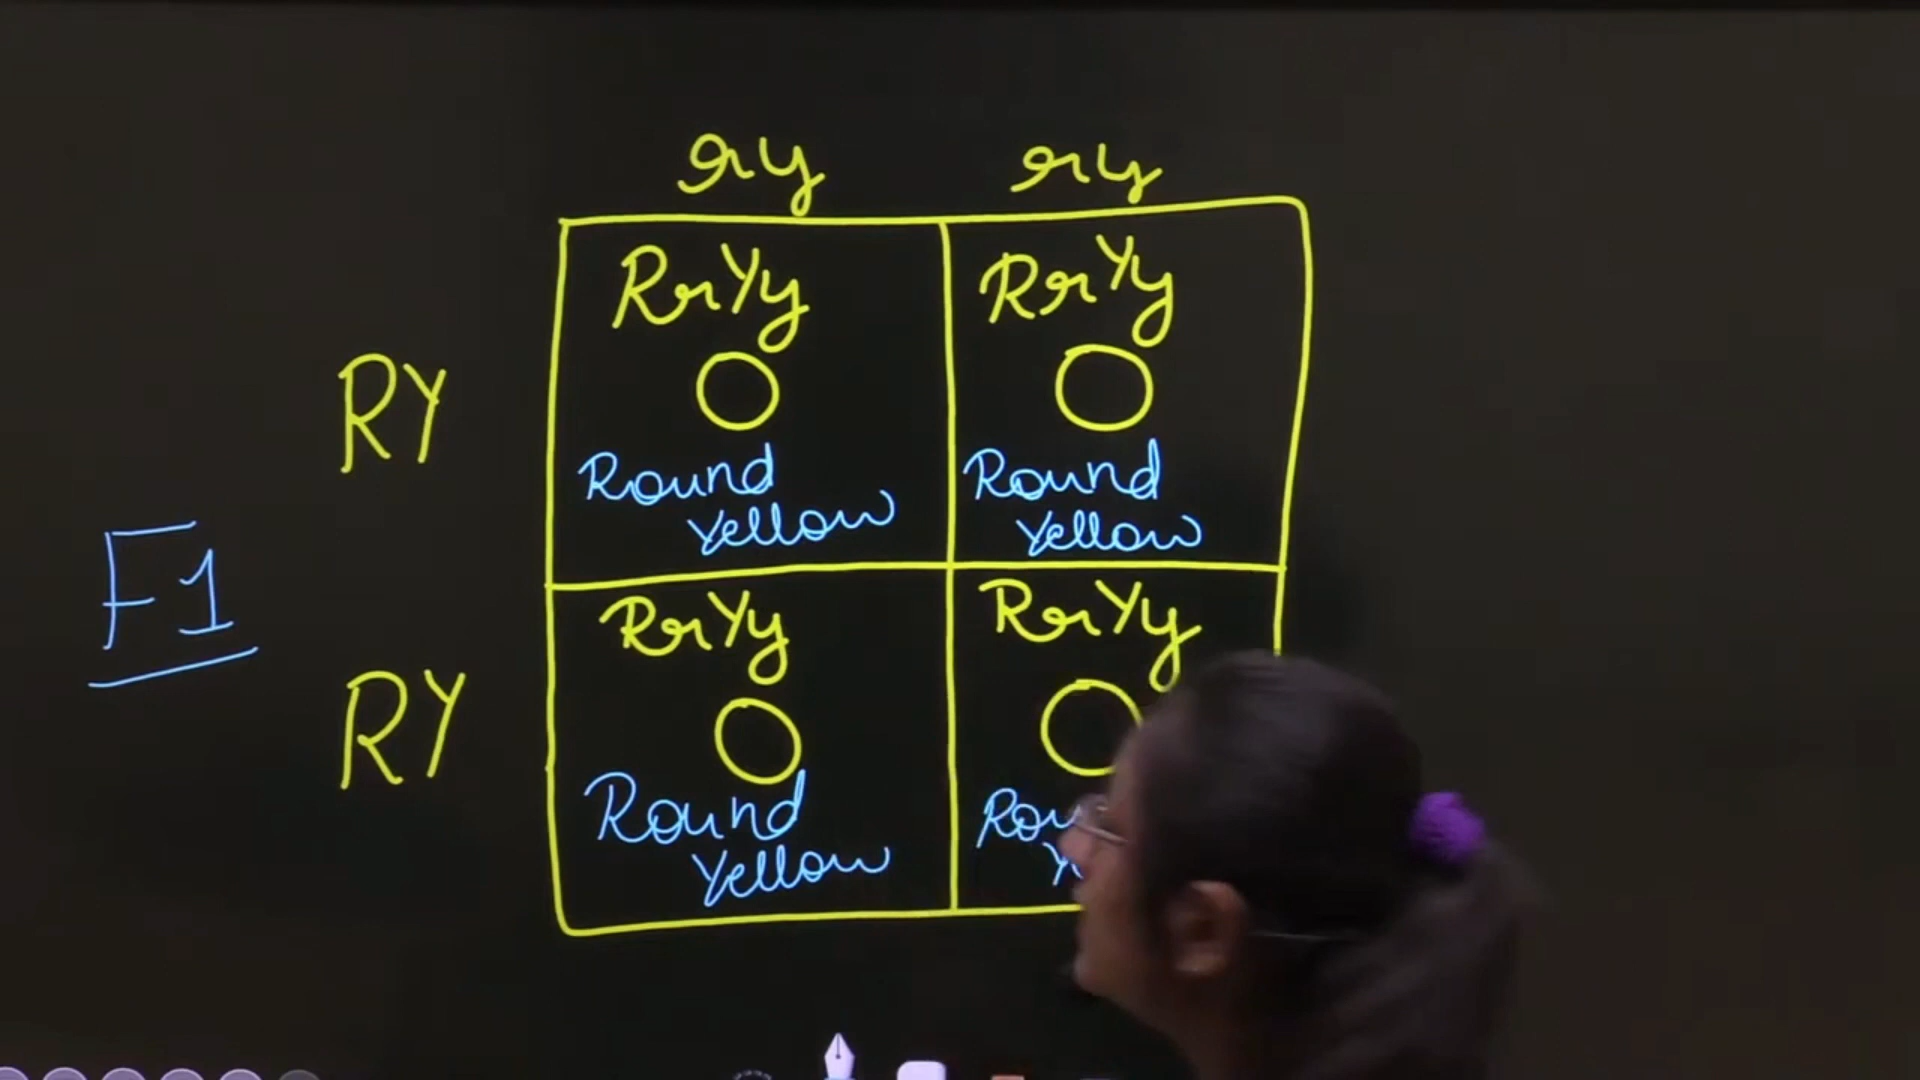 ry ry
RrYy RrYy
RY
Round Round
Yellow Yellow
F1
RrYy RrYy
RY
Round
Yellow